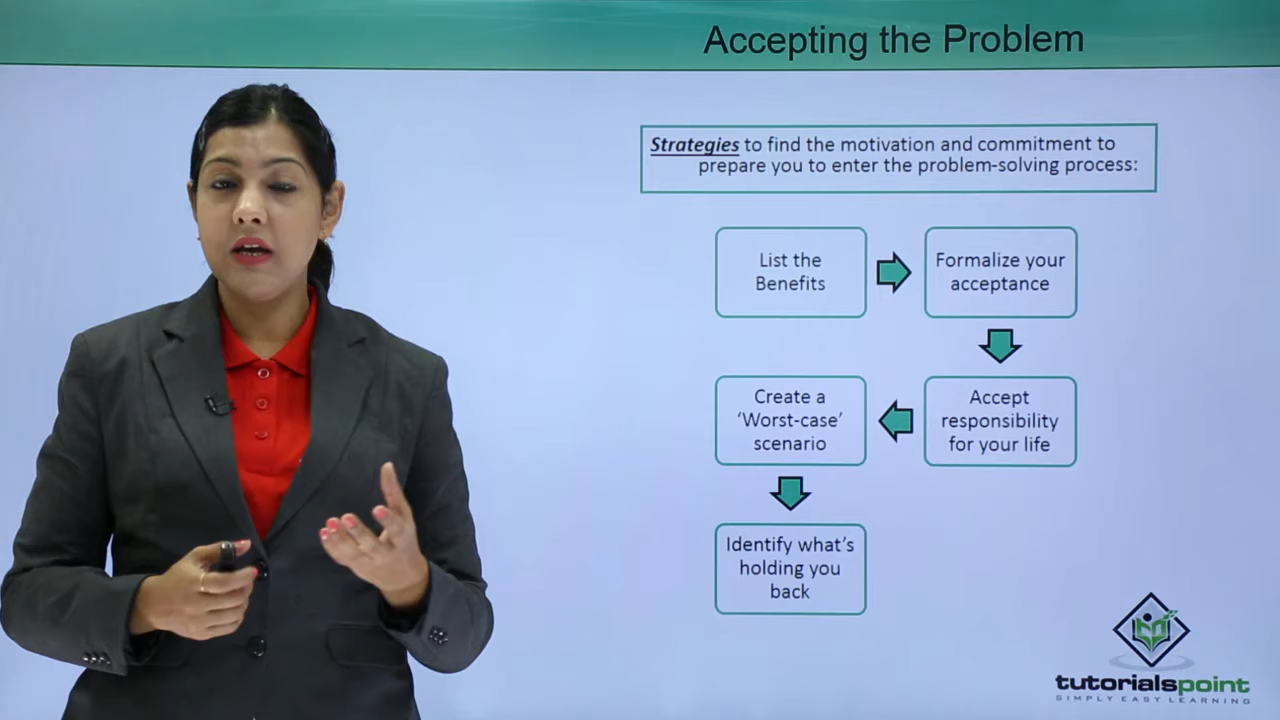 Accepting the Problem
Strategies to find the motivation and commitment to
prepare you to enter the problem-solving process:
List the
Benefits
Formalize your
acceptance
Accept
responsibility
for your life
Create a
‘Worst-case’
scenario
Identify what’s
holding you
back
tutorialspoint
SIMPLY EASY LEARNING